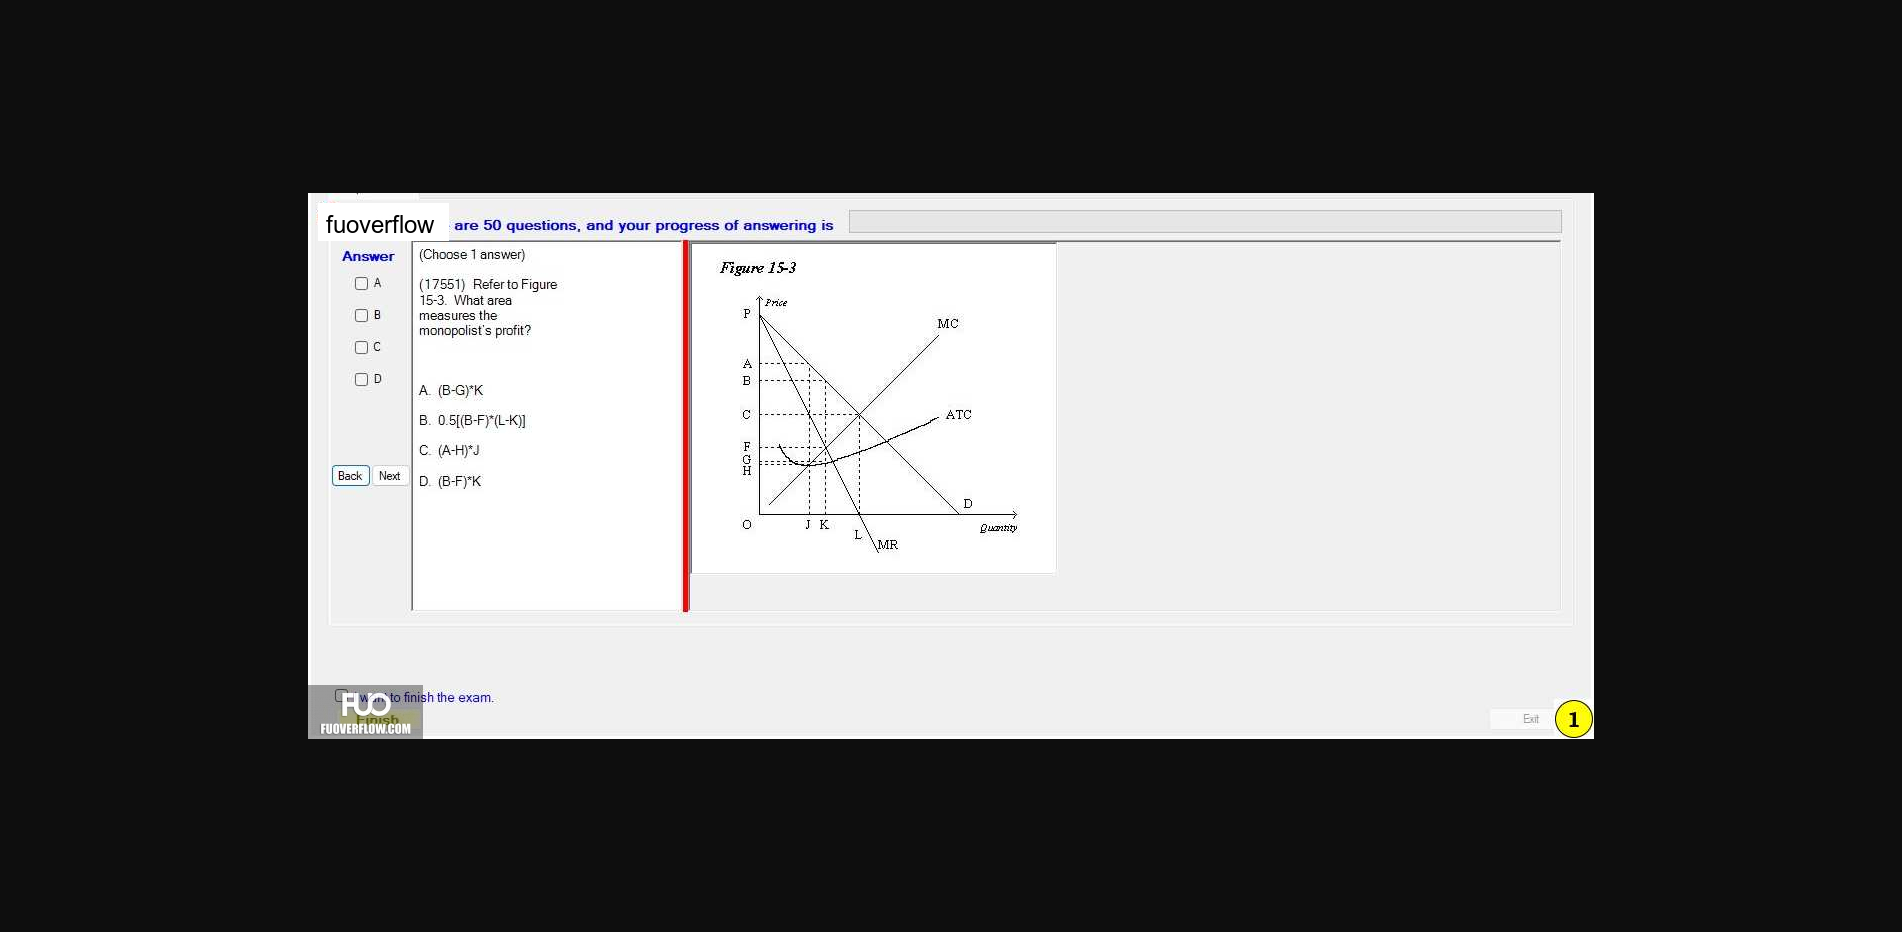 fuoverflow are 50 questions, and your progress of answering is
Answer
A
B
C
D
Back Next
(Choose 1 answer)
(17551) Refer to Figure
15-3. What area
measures the
monopolist's profit?
A. (B-G)*K
B. 0.5[(B-F)*(L-K)]
C. (A-H)*J
D. (B-F)*K
Figure 15-3
Price
P
MC
A
B
C
ATC
F
G
H
D
O
J K
L
Quantity
MR
want to finish the exam.
Finish
FUO
FUOVERFLOW.COM
Exit
1